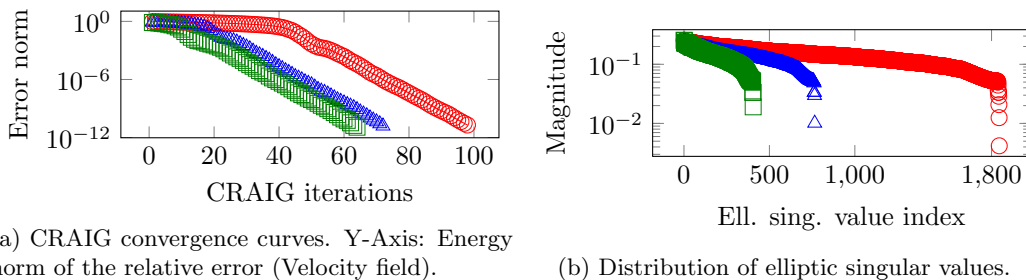 10^0
10^−6
10^−12
Error norm
0 20 40 60 80 100
CRAIG iterations
a) CRAIG convergence curves. Y-Axis: Energy
norm of the relative error (Velocity field).
10^−1
10^−2
Magnitude
0 500 1,000 1,800
Ell. sing. value index
(b) Distribution of elliptic singular values.